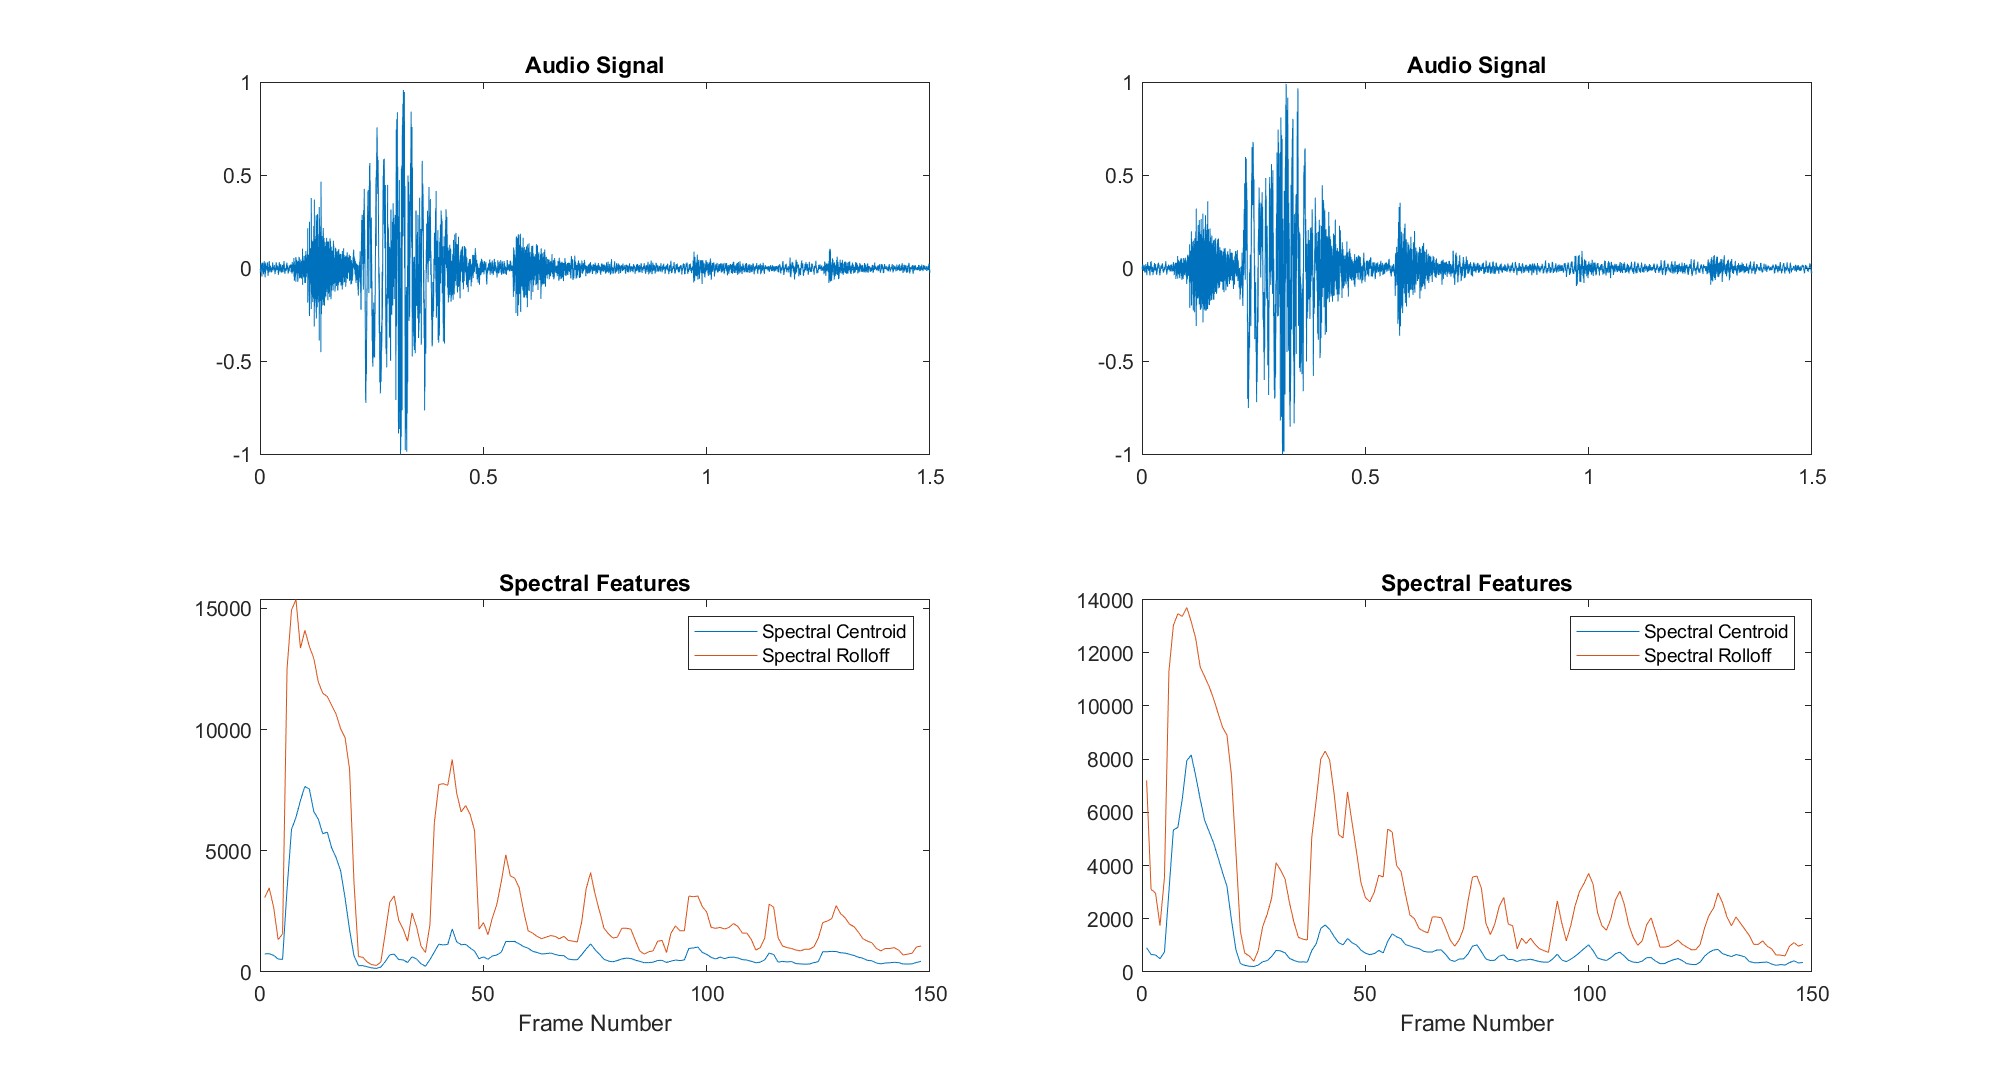 Audio Signal
1
0.5
0
-0.5
-1
0 0.5 1 1.5
Audio Signal
1
0.5
0
-0.5
-1
0 0.5 1 1.5
Spectral Features
15000
10000
5000
0
Spectral Centroid
Spectral Rolloff
0 50 100 150
Frame Number
Spectral Features
14000
12000
10000
8000
6000
4000
2000
0
Spectral Centroid
Spectral Rolloff
0 50 100 150
Frame Number